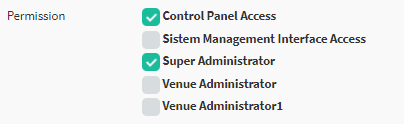 Permission
Control Panel Access
Sistem Management Interface Access
Super Administrator
Venue Administrator
Venue Administrator1